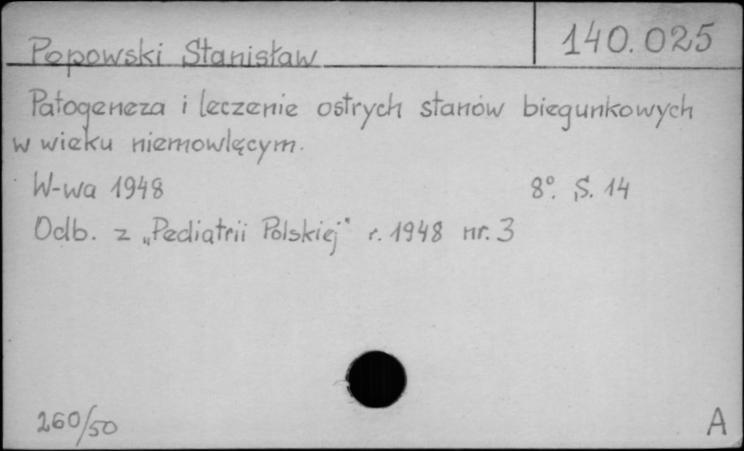 Popowski Stanisław
140.025
Patogeneza i leczenie ostrych stanów biegunkowych
w wieku niemowlęcym.
W-wa 1948 8°. S. 14
Odb. z „Pediatrii Polskiej" r. 1948 nr. 3
260/50
A